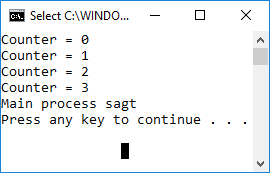 Select C:\WINDO...
Counter = 0
Counter = 1
Counter = 2
Counter = 3
Main process sagt
Press any key to continue . . .